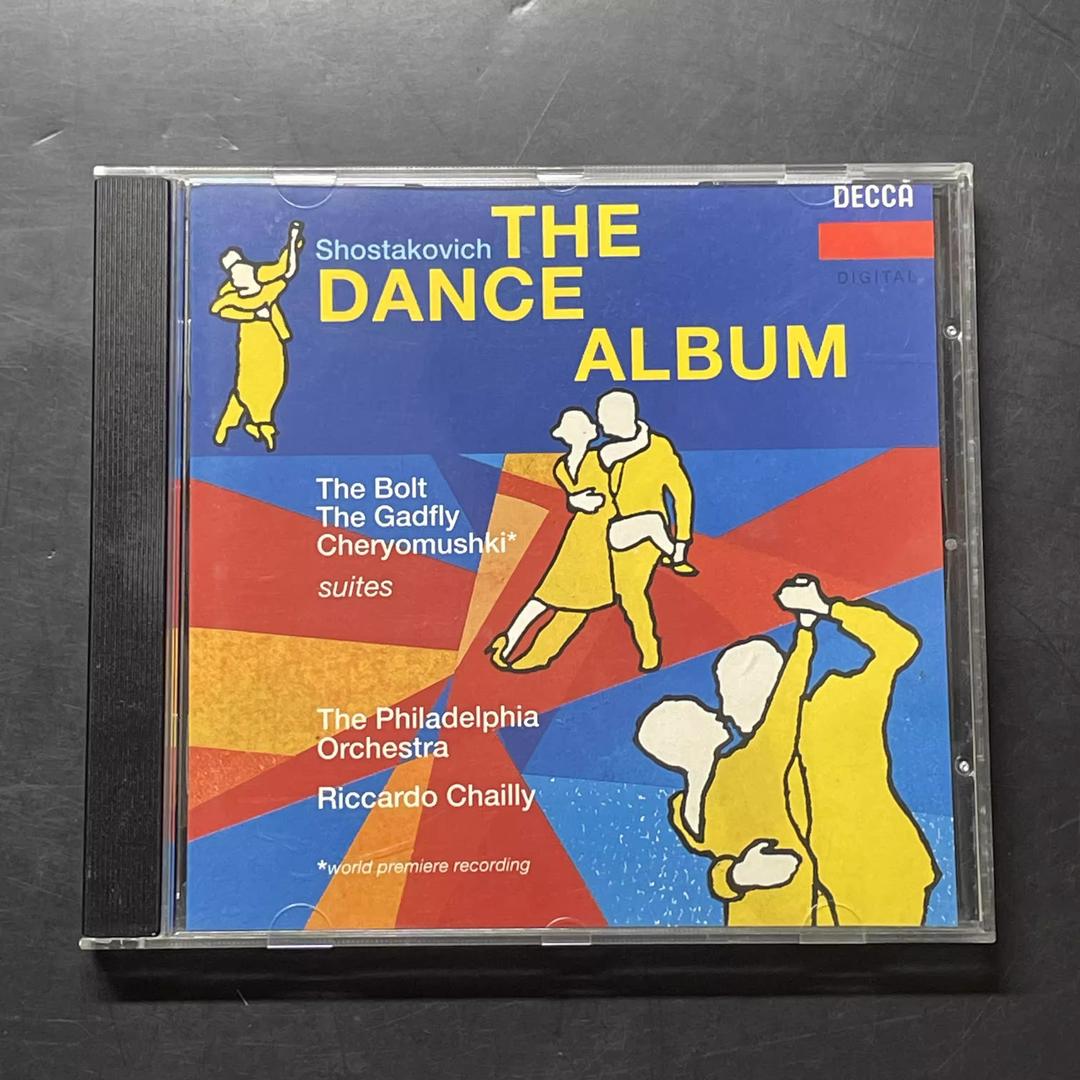 DECCA
DIGITAL
Shostakovich THE
DANCE
ALBUM
The Bolt
The Gadfly
Cheryomushki*
suites
The Philadelphia
Orchestra
Riccardo Chailly
*world premiere recording